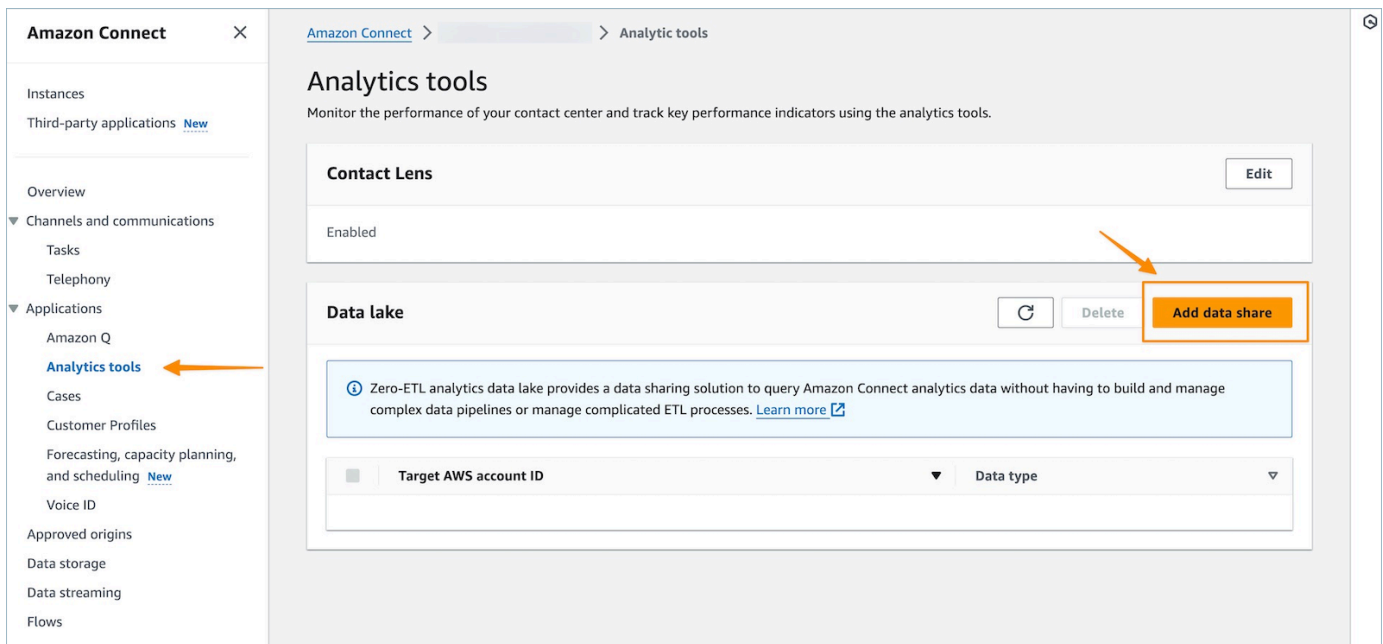 Amazon Connect
Instances
Third-party applications New
Overview
Channels and communications
Tasks
Telephony
Applications
Amazon Q
Analytics tools
Cases
Customer Profiles
Forecasting, capacity planning,
and scheduling New
Voice ID
Approved origins
Data storage
Data streaming
Flows
Amazon Connect > > Analytic tools
Analytics tools
Monitor the performance of your contact center and track key performance indicators using the analytics tools.
Contact Lens
Edit
Enabled
Data lake
Delete
Add data share
Zero-ETL analytics data lake provides a data sharing solution to query Amazon Connect analytics data without having to build and manage
complex data pipelines or manage complicated ETL processes. Learn more
Target AWS account ID
Data type